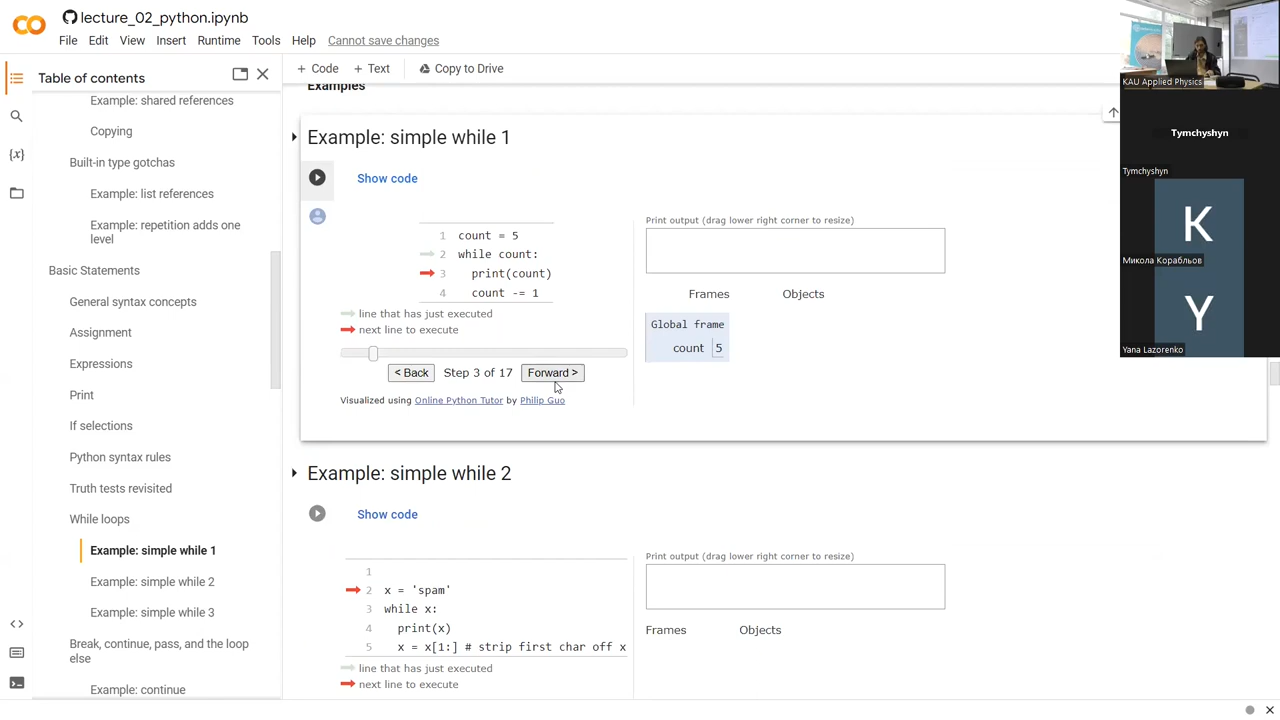 lecture_02_python.ipynb
File Edit View Insert Runtime Tools Help Cannot save changes
Table of contents
+ Code + Text Copy to Drive
Example: shared references
Copying
Built-in type gotchas
Example: list references
Example: repetition adds one
level
Basic Statements
General syntax concepts
Assignment
Expressions
Print
If selections
Python syntax rules
Truth tests revisited
While loops
Example: simple while 1
Example: simple while 2
Example: simple while 3
Break, continue, pass, and the loop
else
Example: continue
Examples
Example: simple while 1
Show code
1 count = 5
2 while count:
3 print(count)
4 count -= 1
line that has just executed
next line to execute
< Back Step 3 of 17 Forward >
Visualized using Online Python Tutor by Philip Guo
Print output (drag lower right corner to resize)
Frames Objects
Global frame
count 5
Example: simple while 2
Show code
1
2 x = 'spam'
3 while x:
4 print(x)
5 x = x[1:] # strip first char off x
line that has just executed
next line to execute
Print output (drag lower right corner to resize)
Frames Objects
KAU Applied Physics
Tymchyshyn
Tymchyshyn
K
Микола Корабльов
Y
Yana Lazorenko